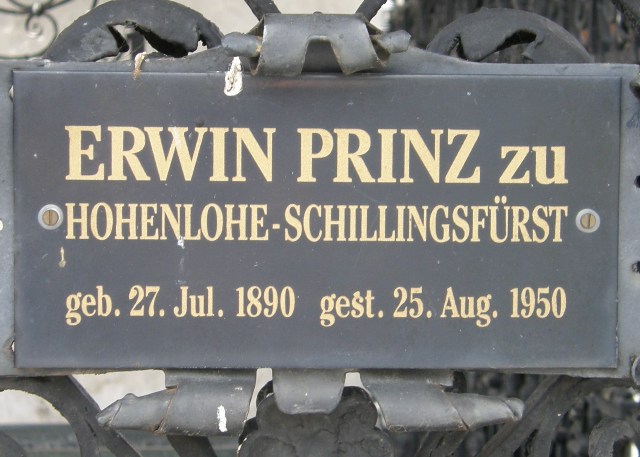 ERWIN PRINZ zu
HOHENLOHE-SCHILLINGSFÜRST
geb. 27. Jul. 1890 gest. 25. Aug. 1950